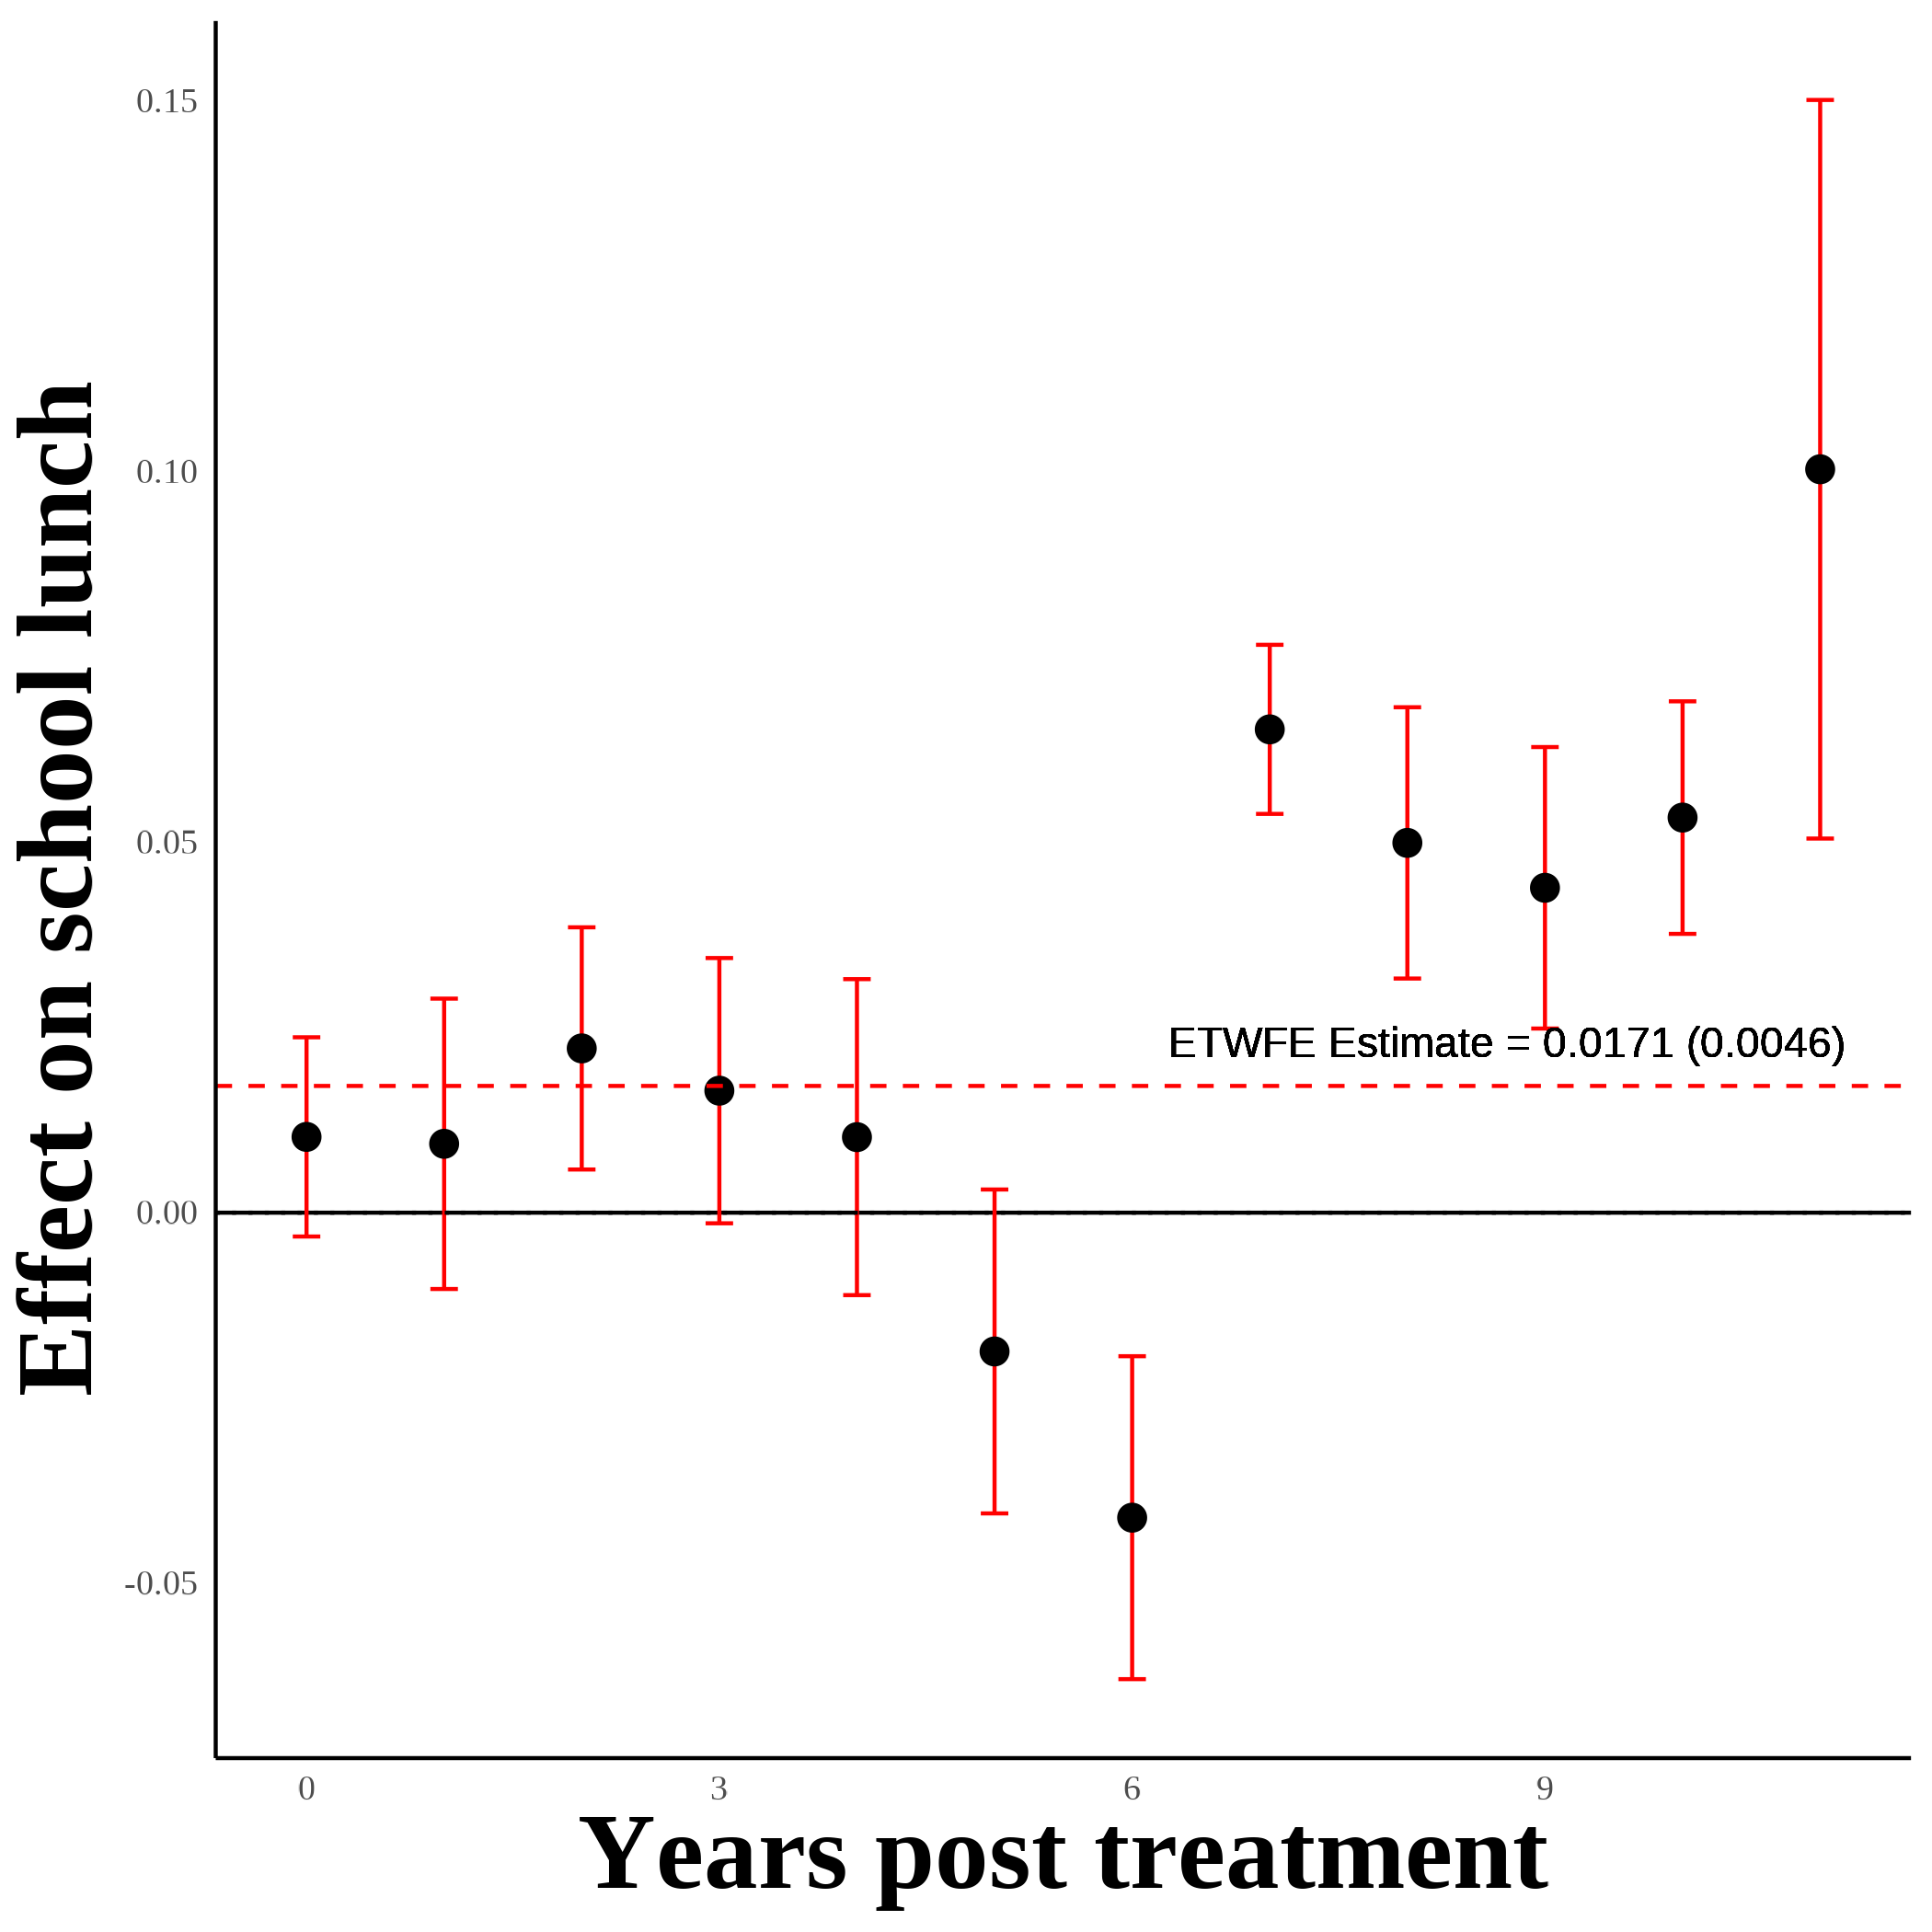 Effect on school lunch
0.15
0.10
0.05
0.00
-0.05
ETWFE Estimate = 0.0171 (0.0046)
0 3 6 9
Years post treatment